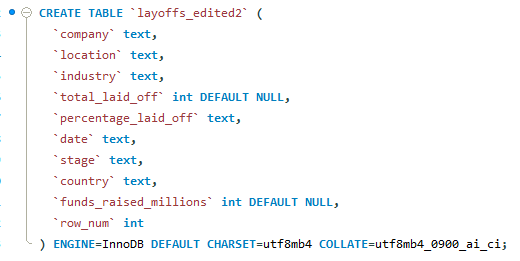 CREATE TABLE `layoffs_edited2` (
`company` text,
`location` text,
`industry` text,
`total_laid_off` int DEFAULT NULL,
`percentage_laid_off` text,
`date` text,
`stage` text,
`country` text,
`funds_raised_millions` int DEFAULT NULL,
`row_num` int
) ENGINE=InnoDB DEFAULT CHARSET=utf8mb4 COLLATE=utf8mb4_0900_ai_ci;